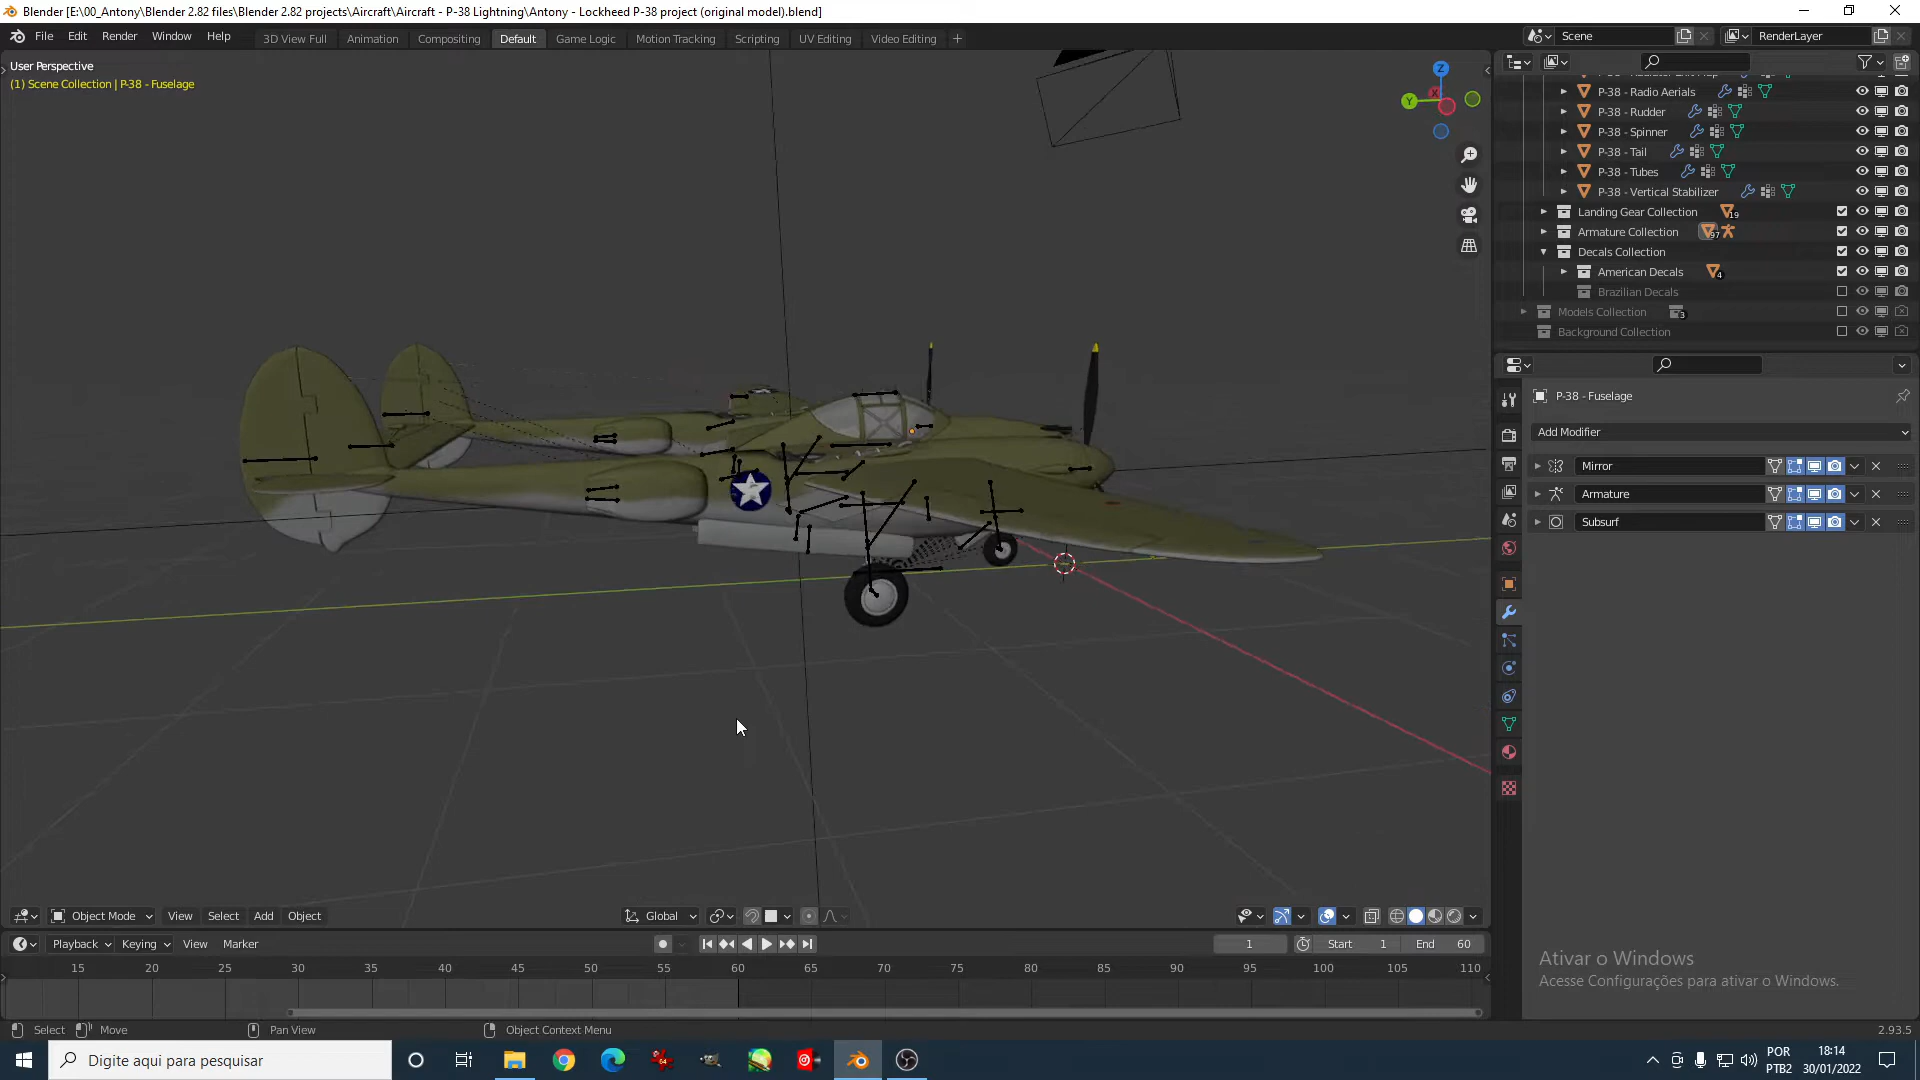 Blender [E:\00_Antony\Blender 2.82 files\Blender 2.82 projects\Aircraft\Aircraft - P-38 Lightning\Antony - Lockheed P-38 project (original model).blend]
File Edit Render Window Help
3D View Full Animation Compositing Default Game Logic Motion Tracking Scripting UV Editing Video Editing +
Scene
RenderLayer
User Perspective
(1) Scene Collection | P-38 - Fuselage
Z
Y
X
P-38 - Radio Aerials
P-38 - Rudder
P-38 - Spinner
P-38 - Tail
P-38 - Tubes
P-38 - Vertical Stabilizer
Landing Gear Collection 19
Armature Collection 97
Decals Collection
American Decals 4
Brazilian Decals
Models Collection 3
Background Collection
P-38 - Fuselage
Add Modifier
Mirror
Armature
Subsurf
Object Mode View Select Add Object
Global
Playback Keying View Marker
1 Start 1 End 60
15 20 25 30 35 40 45 50 55 60 65 70 75 80 85 90 95 100 105 110
Ativar o Windows
Acesse Configurações para ativar o Windows.
Select Move Pan View Object Context Menu
2.93.5
Digite aqui para pesquisar
64
POR
PTB2
18:14
30/01/2022